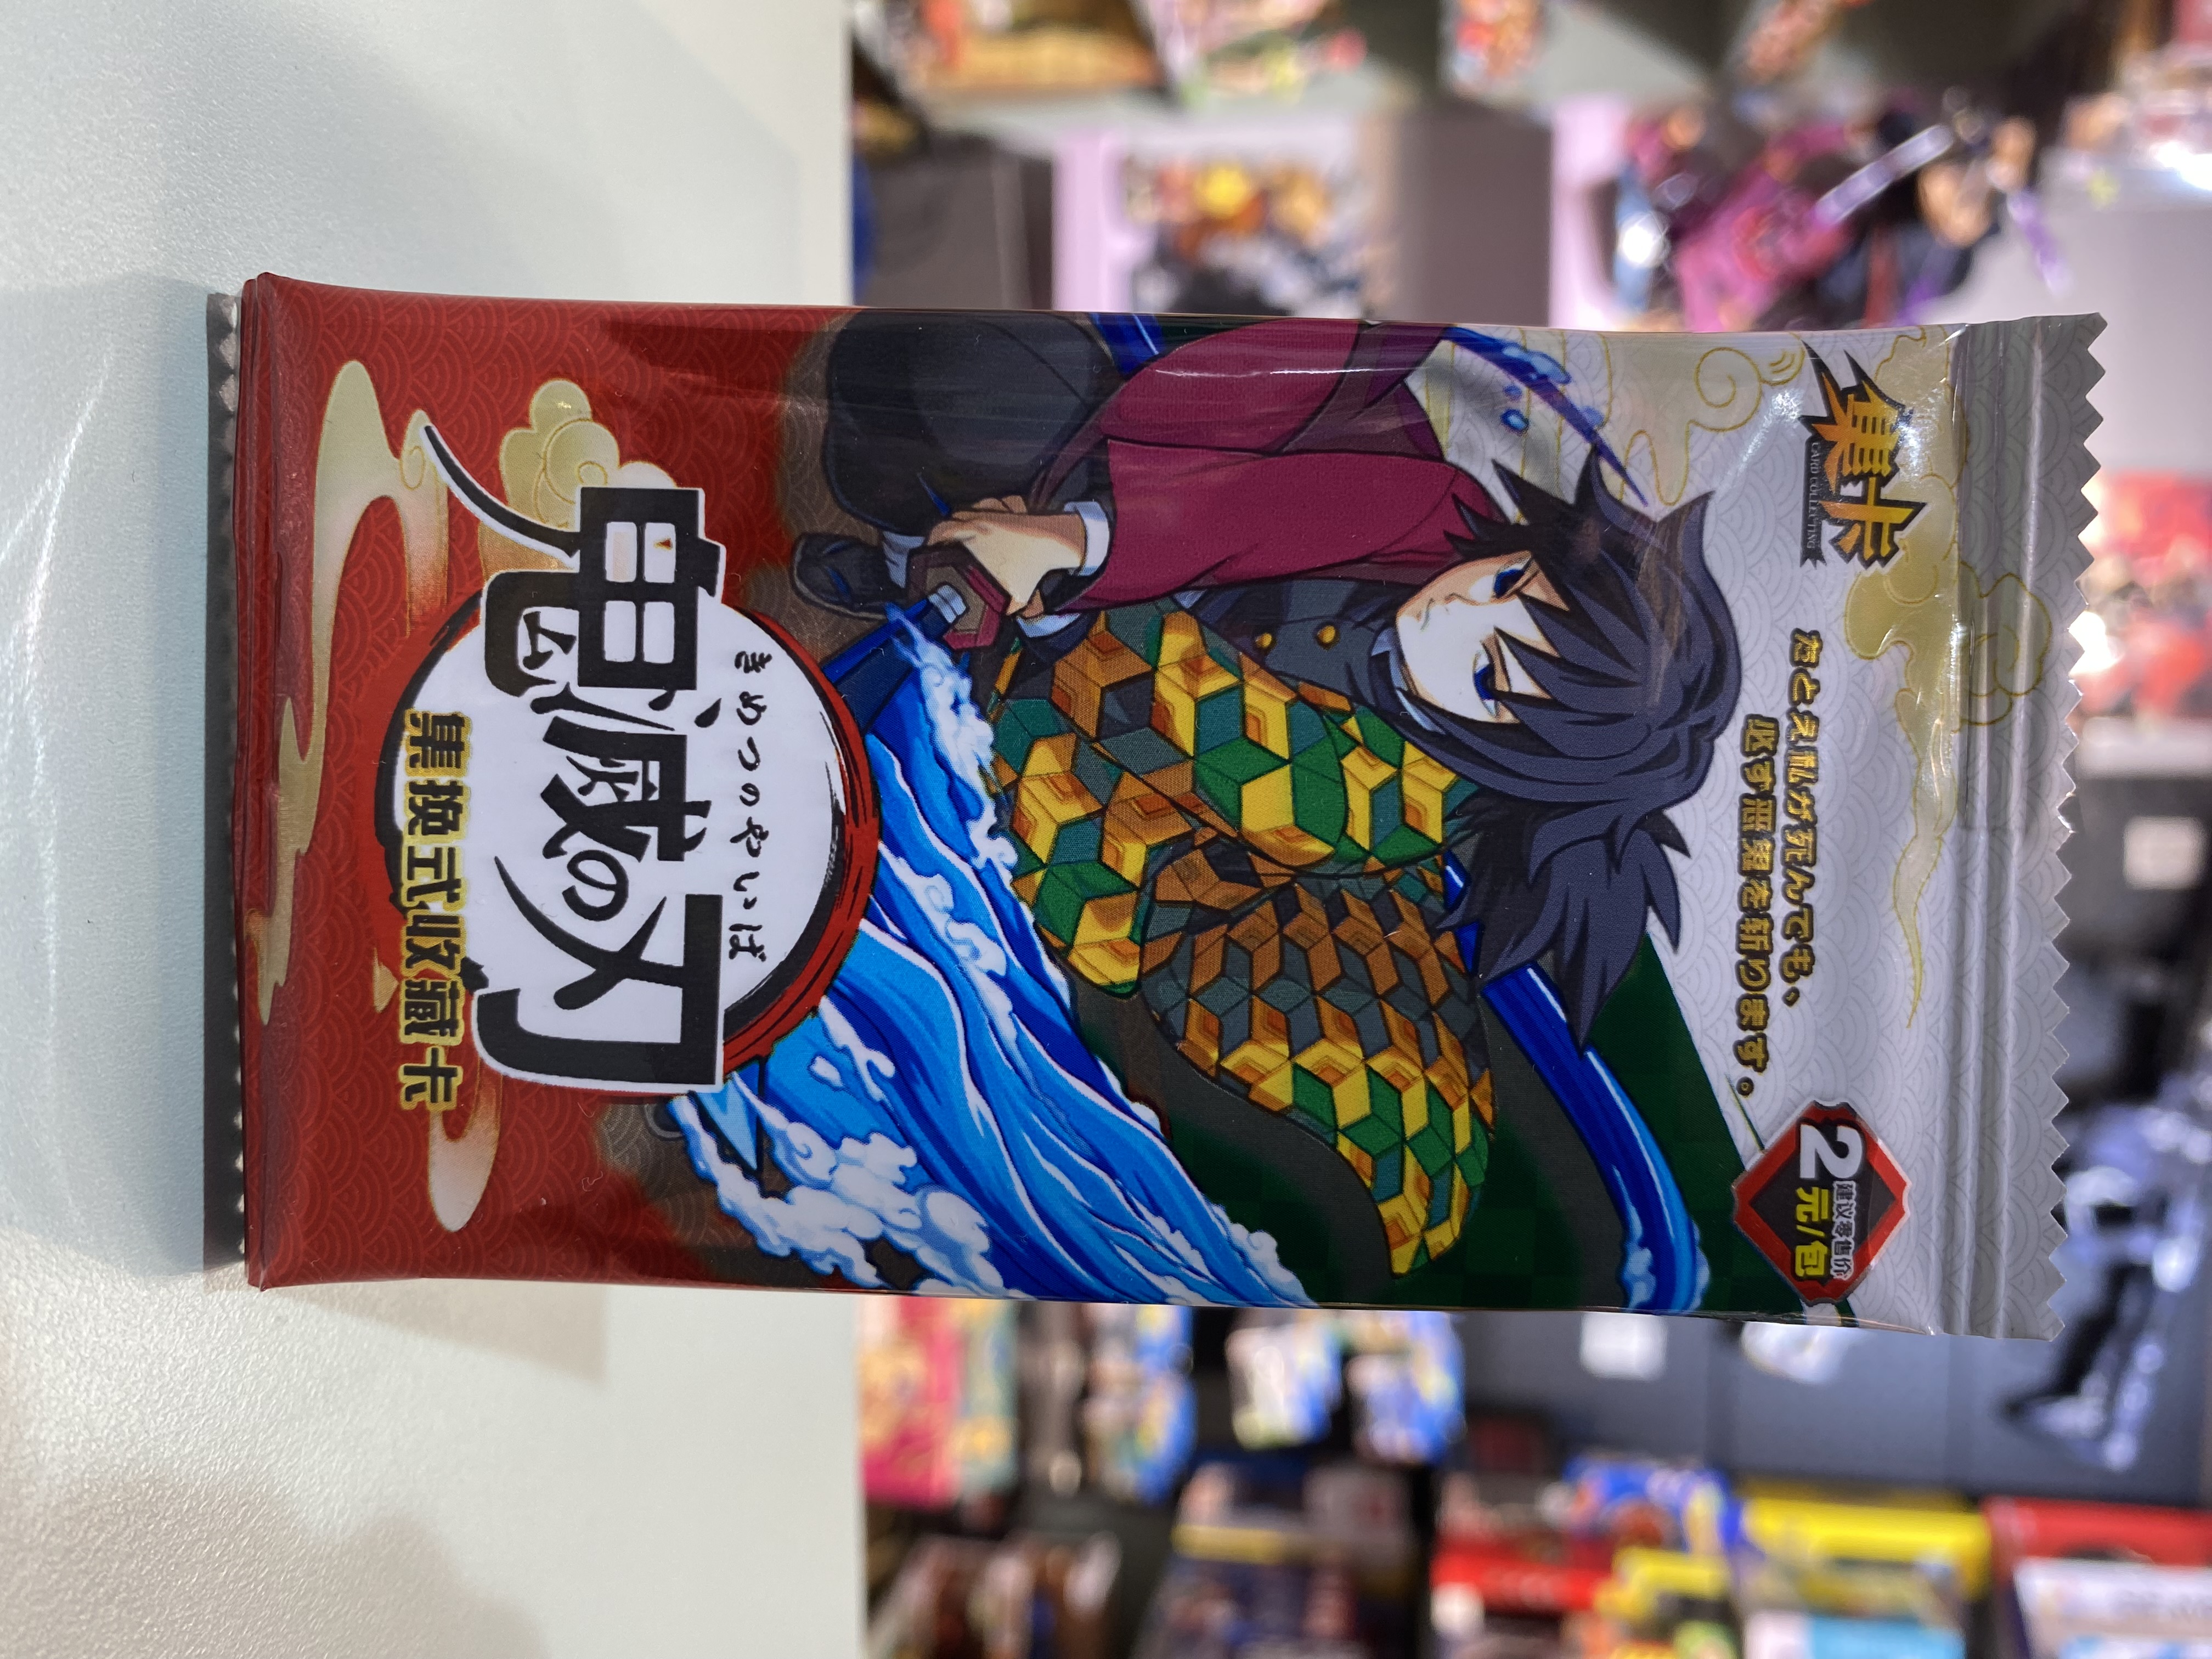 集卡
CARD COLLECTING
たとえ私が死んでも、
必ず悪鬼を斬ります。
建议零售价
2元/包
きめつのやいば
鬼滅の刃
集换式收藏卡